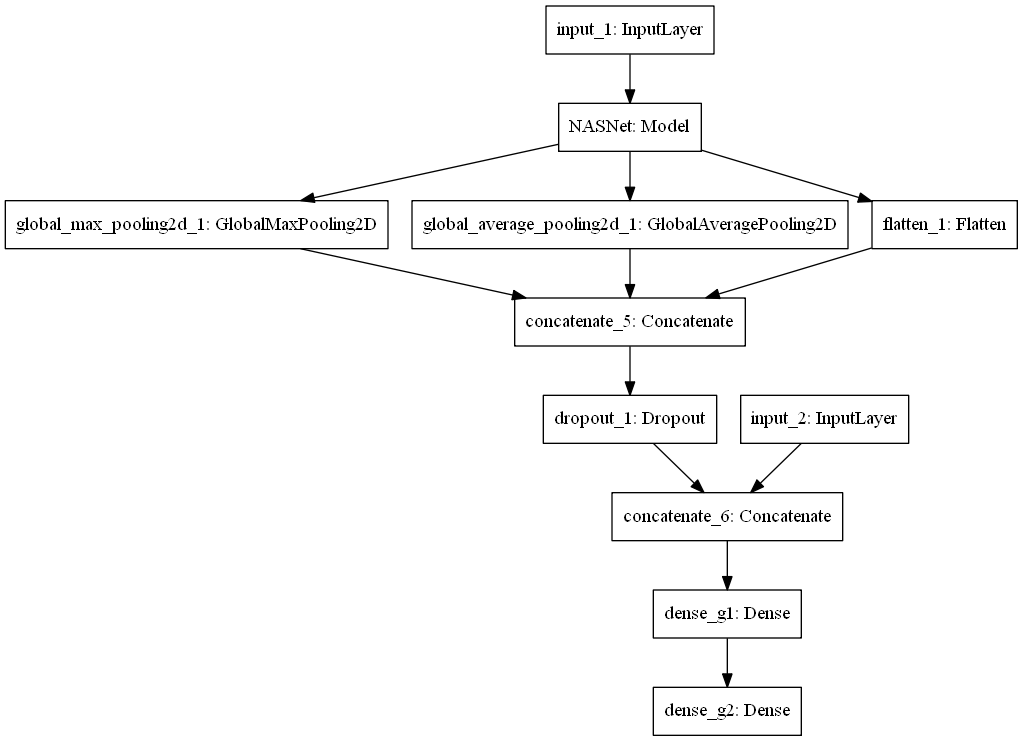 input_1: InputLayer
NASNet: Model
global_max_pooling2d_1: GlobalMaxPooling2D
global_average_pooling2d_1: GlobalAveragePooling2D
flatten_1: Flatten
concatenate_5: Concatenate
dropout_1: Dropout
input_2: InputLayer
concatenate_6: Concatenate
dense_g1: Dense
dense_g2: Dense